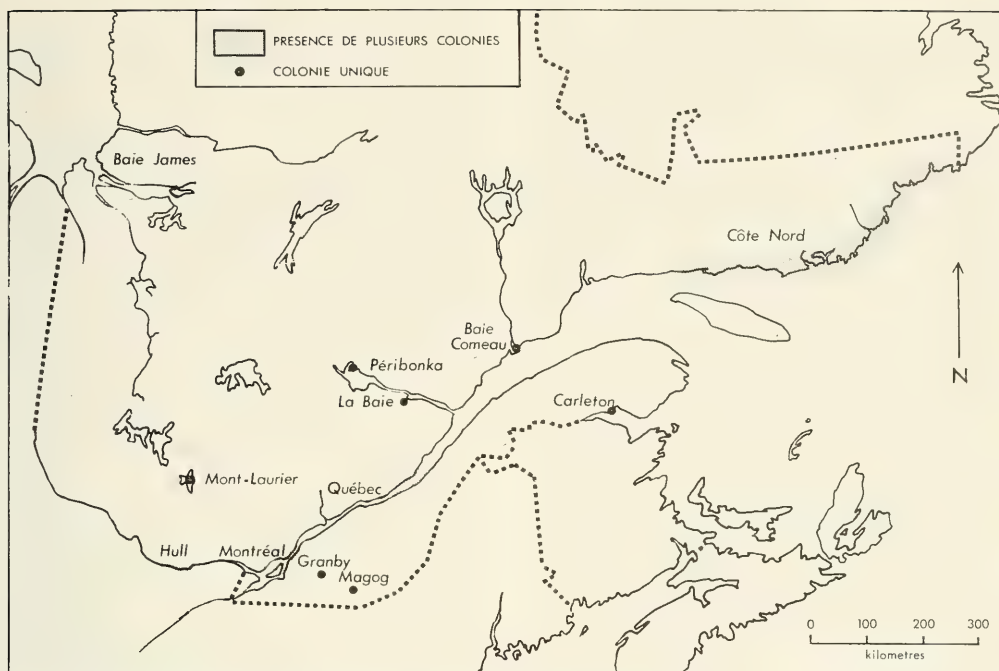 PRESENCE DE PLUSIEURS COLONIES
COLONIE UNIQUE
Baie James
Côte Nord
Baie
Comeau
Péribonka
La Baie
Carleton
N
Mont-Laurier
Québec
Hull
Montréal
Granby
Magog
0 100 200 300
kilometres